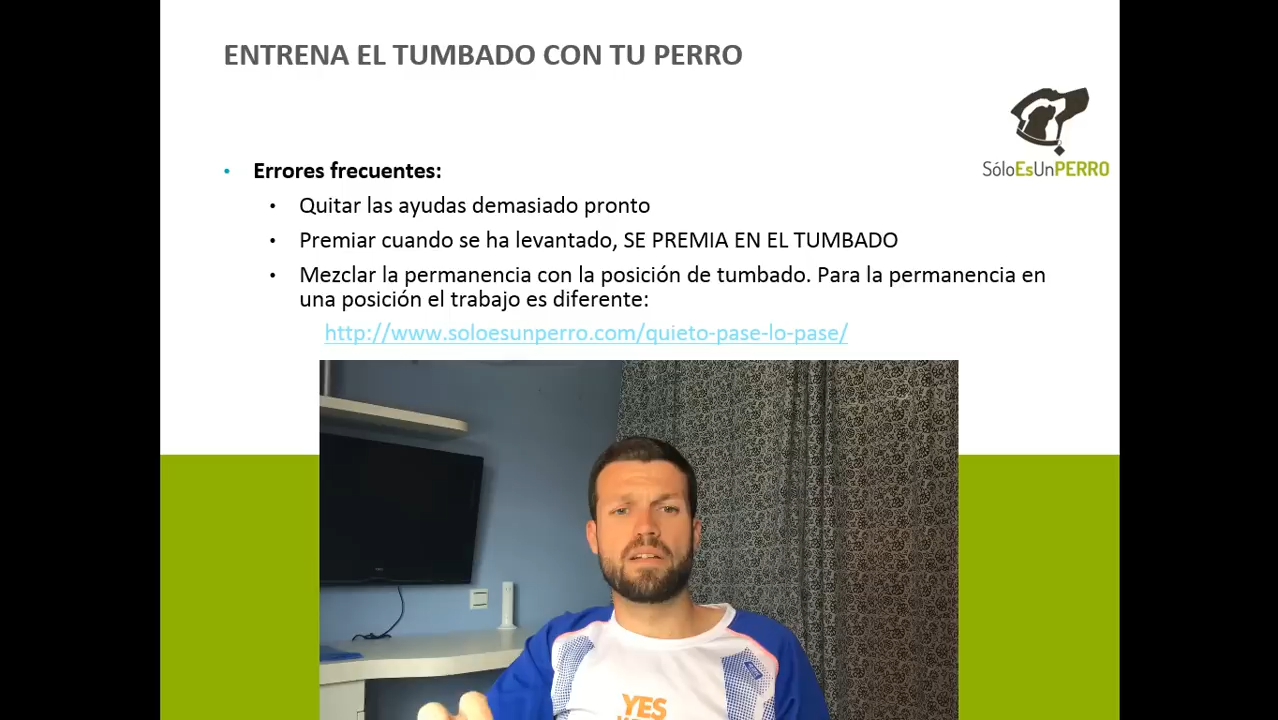 ENTRENA EL TUMBADO CON TU PERRO
SóloEsUnPERRO
• Errores frecuentes:
• Quitar las ayudas demasiado pronto
• Premiar cuando se ha levantado, SE PREMIA EN EL TUMBADO
• Mezclar la permanencia con la posición de tumbado. Para la permanencia en
una posición el trabajo es diferente:
http://www.soloesunperro.com/quieto-pase-lo-pase/
YES